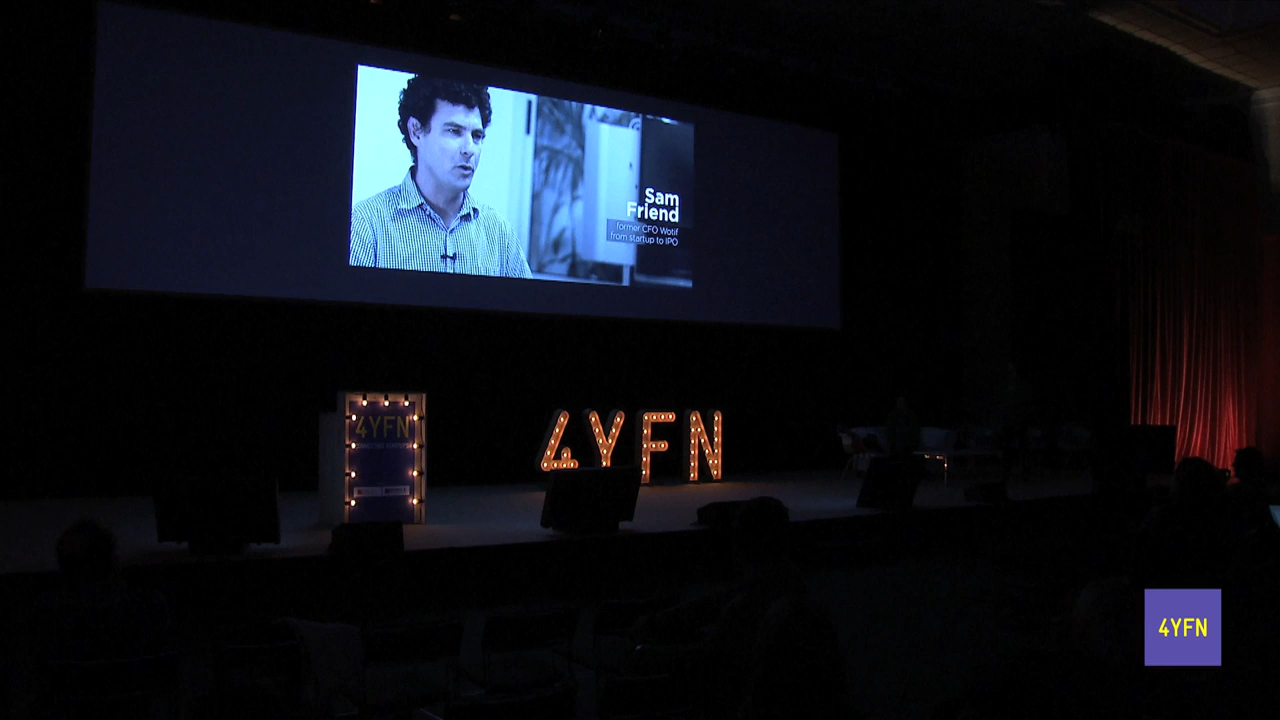 Sam
Friend
former CFO Wotif
from startup to IPO
4YFN
4YFN
4YFN